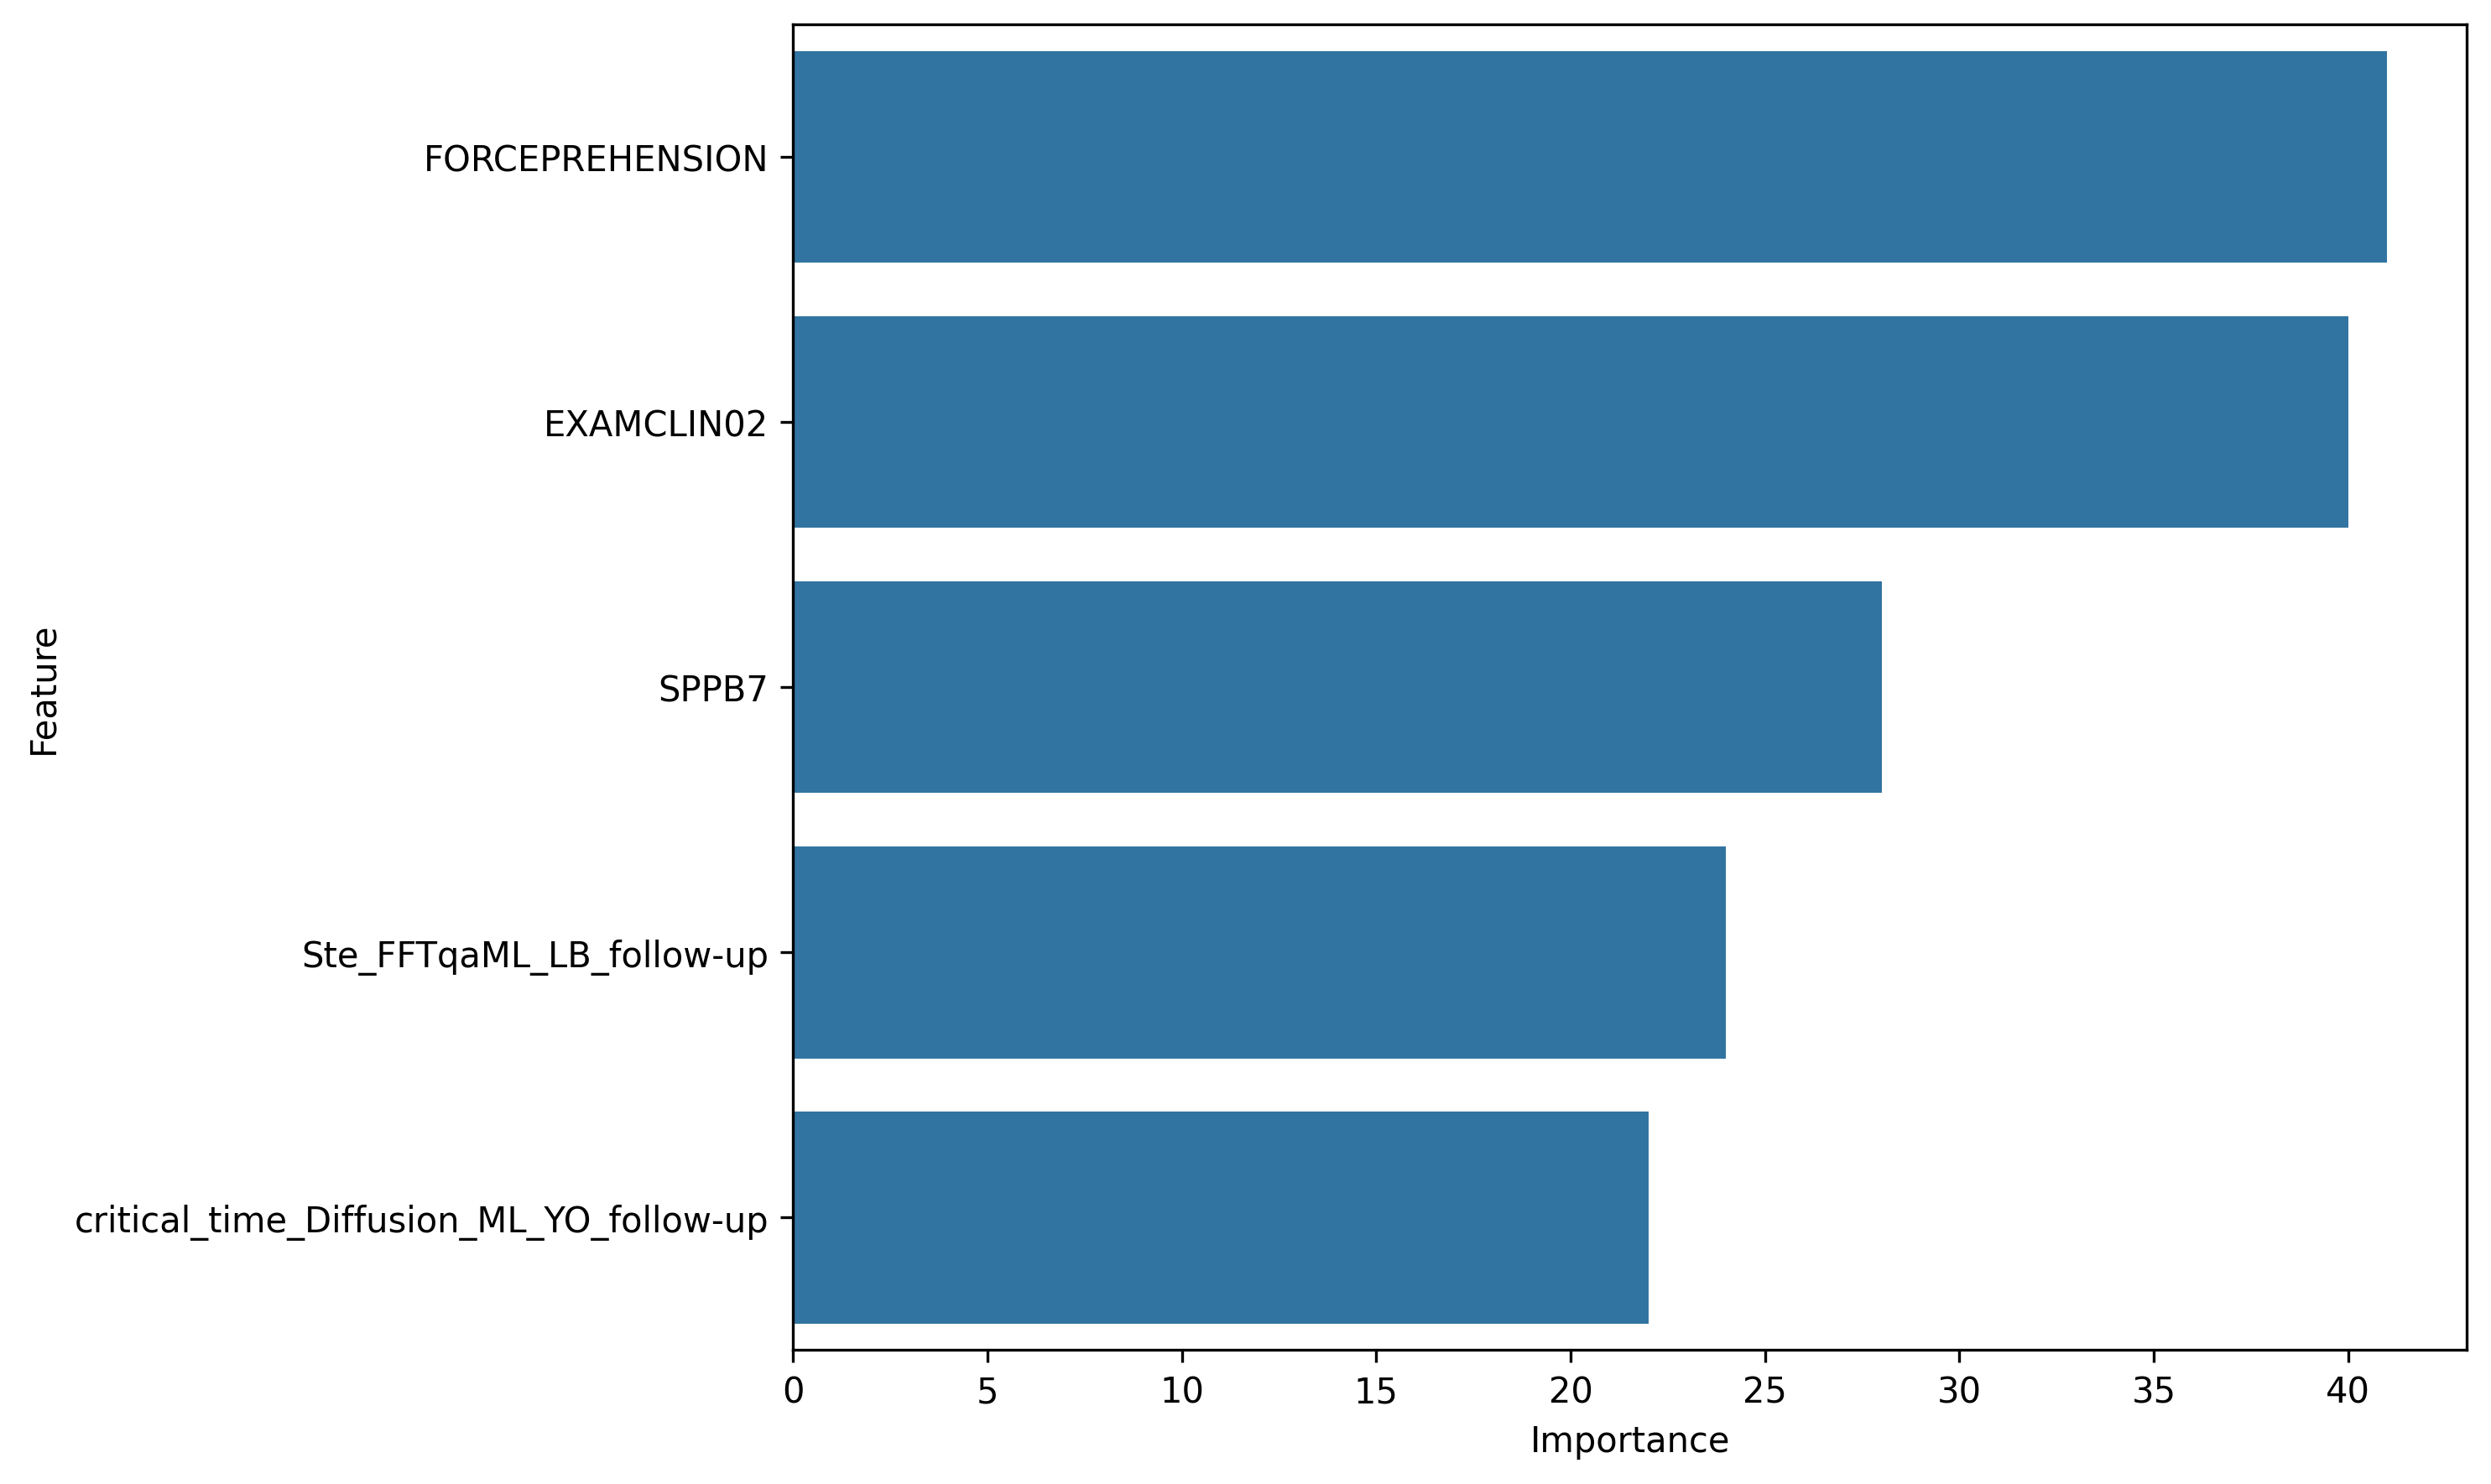 Feature
FORCEPREHENSION
EXAMCLIN02
SPPB7
Ste_FFTqaML_LB_follow-up
critical_time_Diffusion_ML_YO_follow-up
0 5 10 15 20 25 30 35 40
Importance